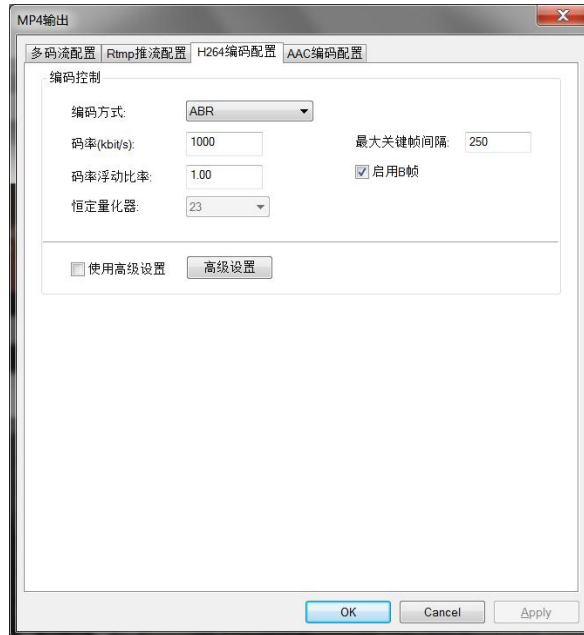 MP4输出
多码流配置 Rtmp推流配置 H264编码配置 AAC编码配置
编码控制
编码方式: ABR
码率(kbit/s): 1000 最大关键帧间隔: 250
码率浮动比率: 1.00 启用B帧
恒定量化器: 23
使用高级设置 高级设置
OK Cancel Apply